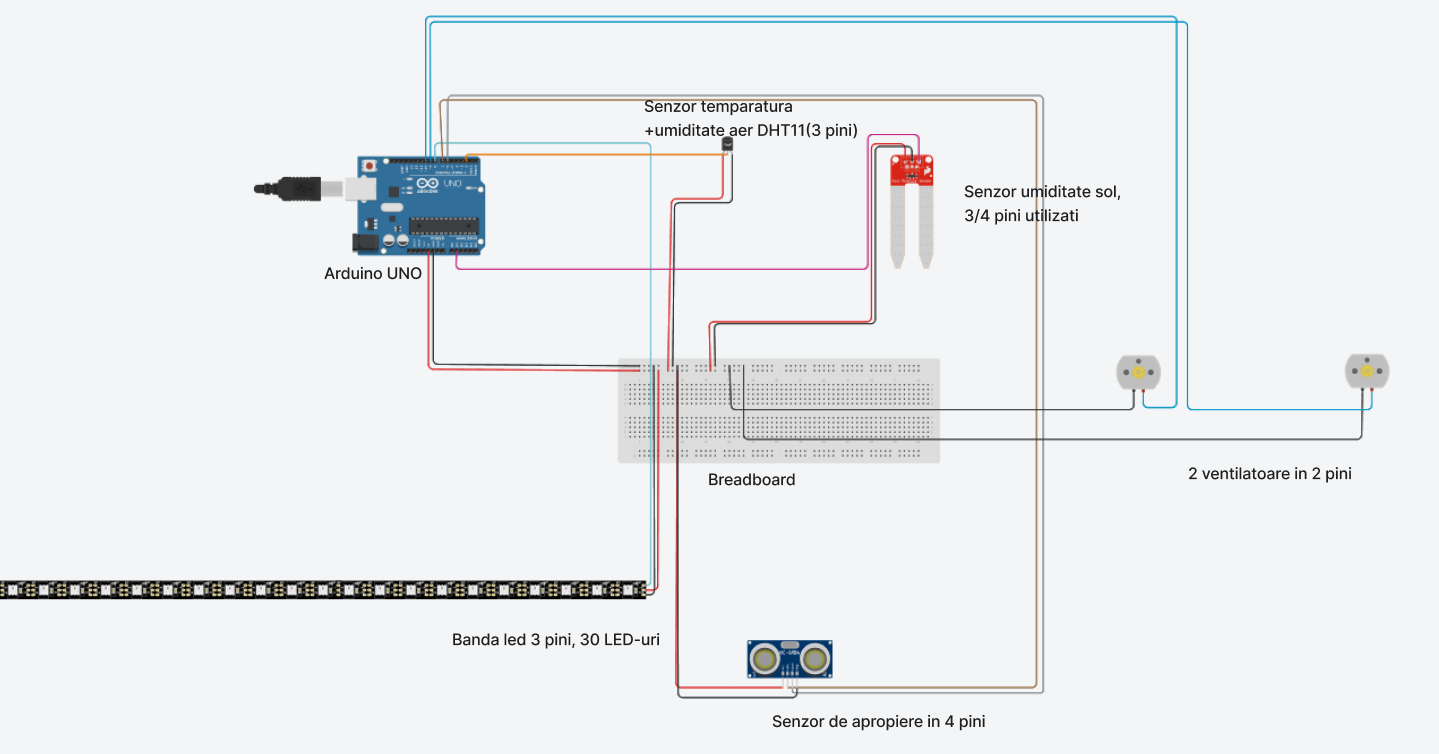 Senzor temparatura
+umiditate aer DHT11(3 pini)
UNO
Senzor umiditate sol,
3/4 pini utilizati
Arduino UNO
Breadboard
2 ventilatoare in 2 pini
Banda led 3 pini, 30 LED-uri
Senzor de apropiere in 4 pini